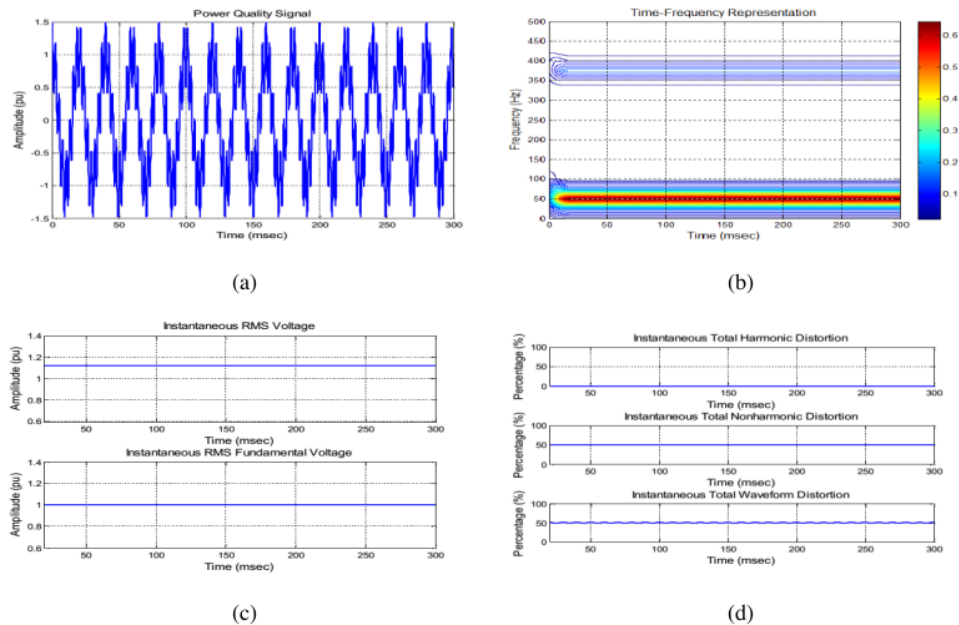 Power Quality Signal
1.5
1
0.5
0
-0.5
-1
1.5
Amplitude (pu)
0 50 100 150 200 250 300
Time (msec)
(a)
Time-Frequency Representation
500
450
400
350
300
250
200
150
100
50
0
Frequency (Hz)
0 50 100 150 200 250 300
Time (msec)
0.6
0.5
0.4
0.3
0.2
0.1
(b)
Instantaneous RMS Voltage
1.4
1.2
1
0.8
0.6
Amplitude (pu)
50 100 150 200 250 300
Time (msec)
Instantaneous RMS Fundamental Voltage
1.4
1.2
1
0.8
0.6
Amplitude (pu)
50 100 150 200 250 300
Time (msec)
(c)
Instantaneous Total Harmonic Distortion
100
50
0
Percentage (%)
50 100 150 200 250 300
Time (msec)
Instantaneous Total Nonharmonic Distortion
100
50
0
Percentage (%)
50 100 150 200 250 300
Time (msec)
Instantaneous Total Waveform Distortion
100
50
0
Percentage (%)
50 100 150 200 250 300
Time (msec)
(d)